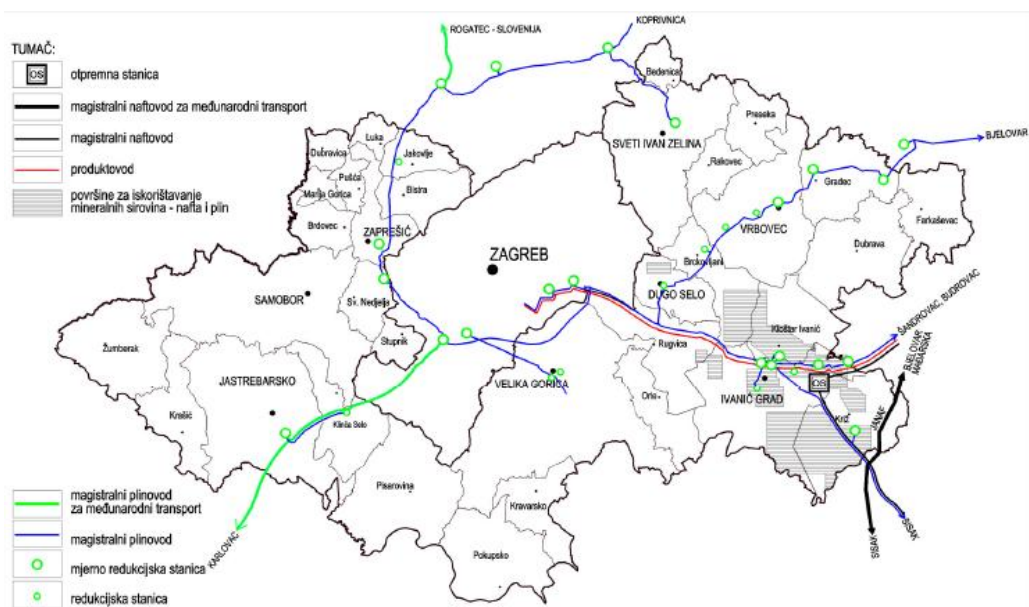 TUMAČ:
OS
otpremna stanica
magistralni naftovod za međunarodni transport
magistralni naftovod
produktovod
površine za iskorištavanje
mineralnih sirovina - nafta i plin
ROGATEC - SLOVENIJA
KOPRIVNICA
Bedenica
Preseka
SVETI IVAN ZELINA
BJELOVAR
Luka
Dubravica
Jakovlje
Rakovec
Gradec
Pušća
Marija Gorica
Bistra
Brdovec
ZAPREŠIĆ
VRBOVEC
Farkaševac
Dubrava
ZAGREB
Brckovljani
DUGO SELO
SAMOBOR
Sv. Nedjelja
Stupnik
Žumberak
Rugvica
Kloštar Ivanić
ŠANDROVAC, BUDROVAC
BJELOVAR
MAĐARSKA
JASTREBARSKO
VELIKA GORICA
OS
IVANIĆ GRAD
Orle
Križ
JANAF
Krašić
Klinča Selo
Pisarovina
Kravarsko
SISAK
SISAK
KARLOVAC
Pokupsko
magistralni plinovod
za međunarodni transport
magistralni plinovod
mjerno redukcijska stanica
redukcijska stanica